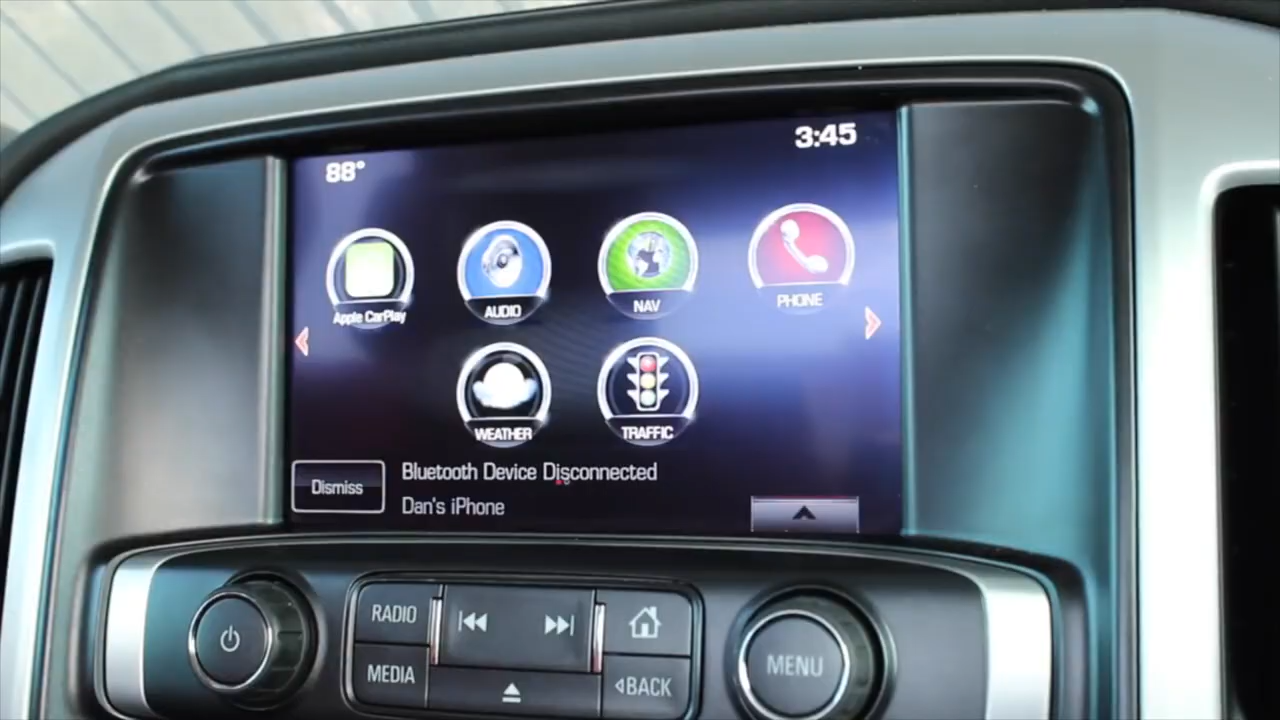 88°
3:45
Apple CarPlay
AUDIO
NAV
PHONE
WEATHER
TRAFFIC
Dismiss
Bluetooth Device Disconnected
Dan's iPhone
RADIO
MEDIA
BACK
MENU